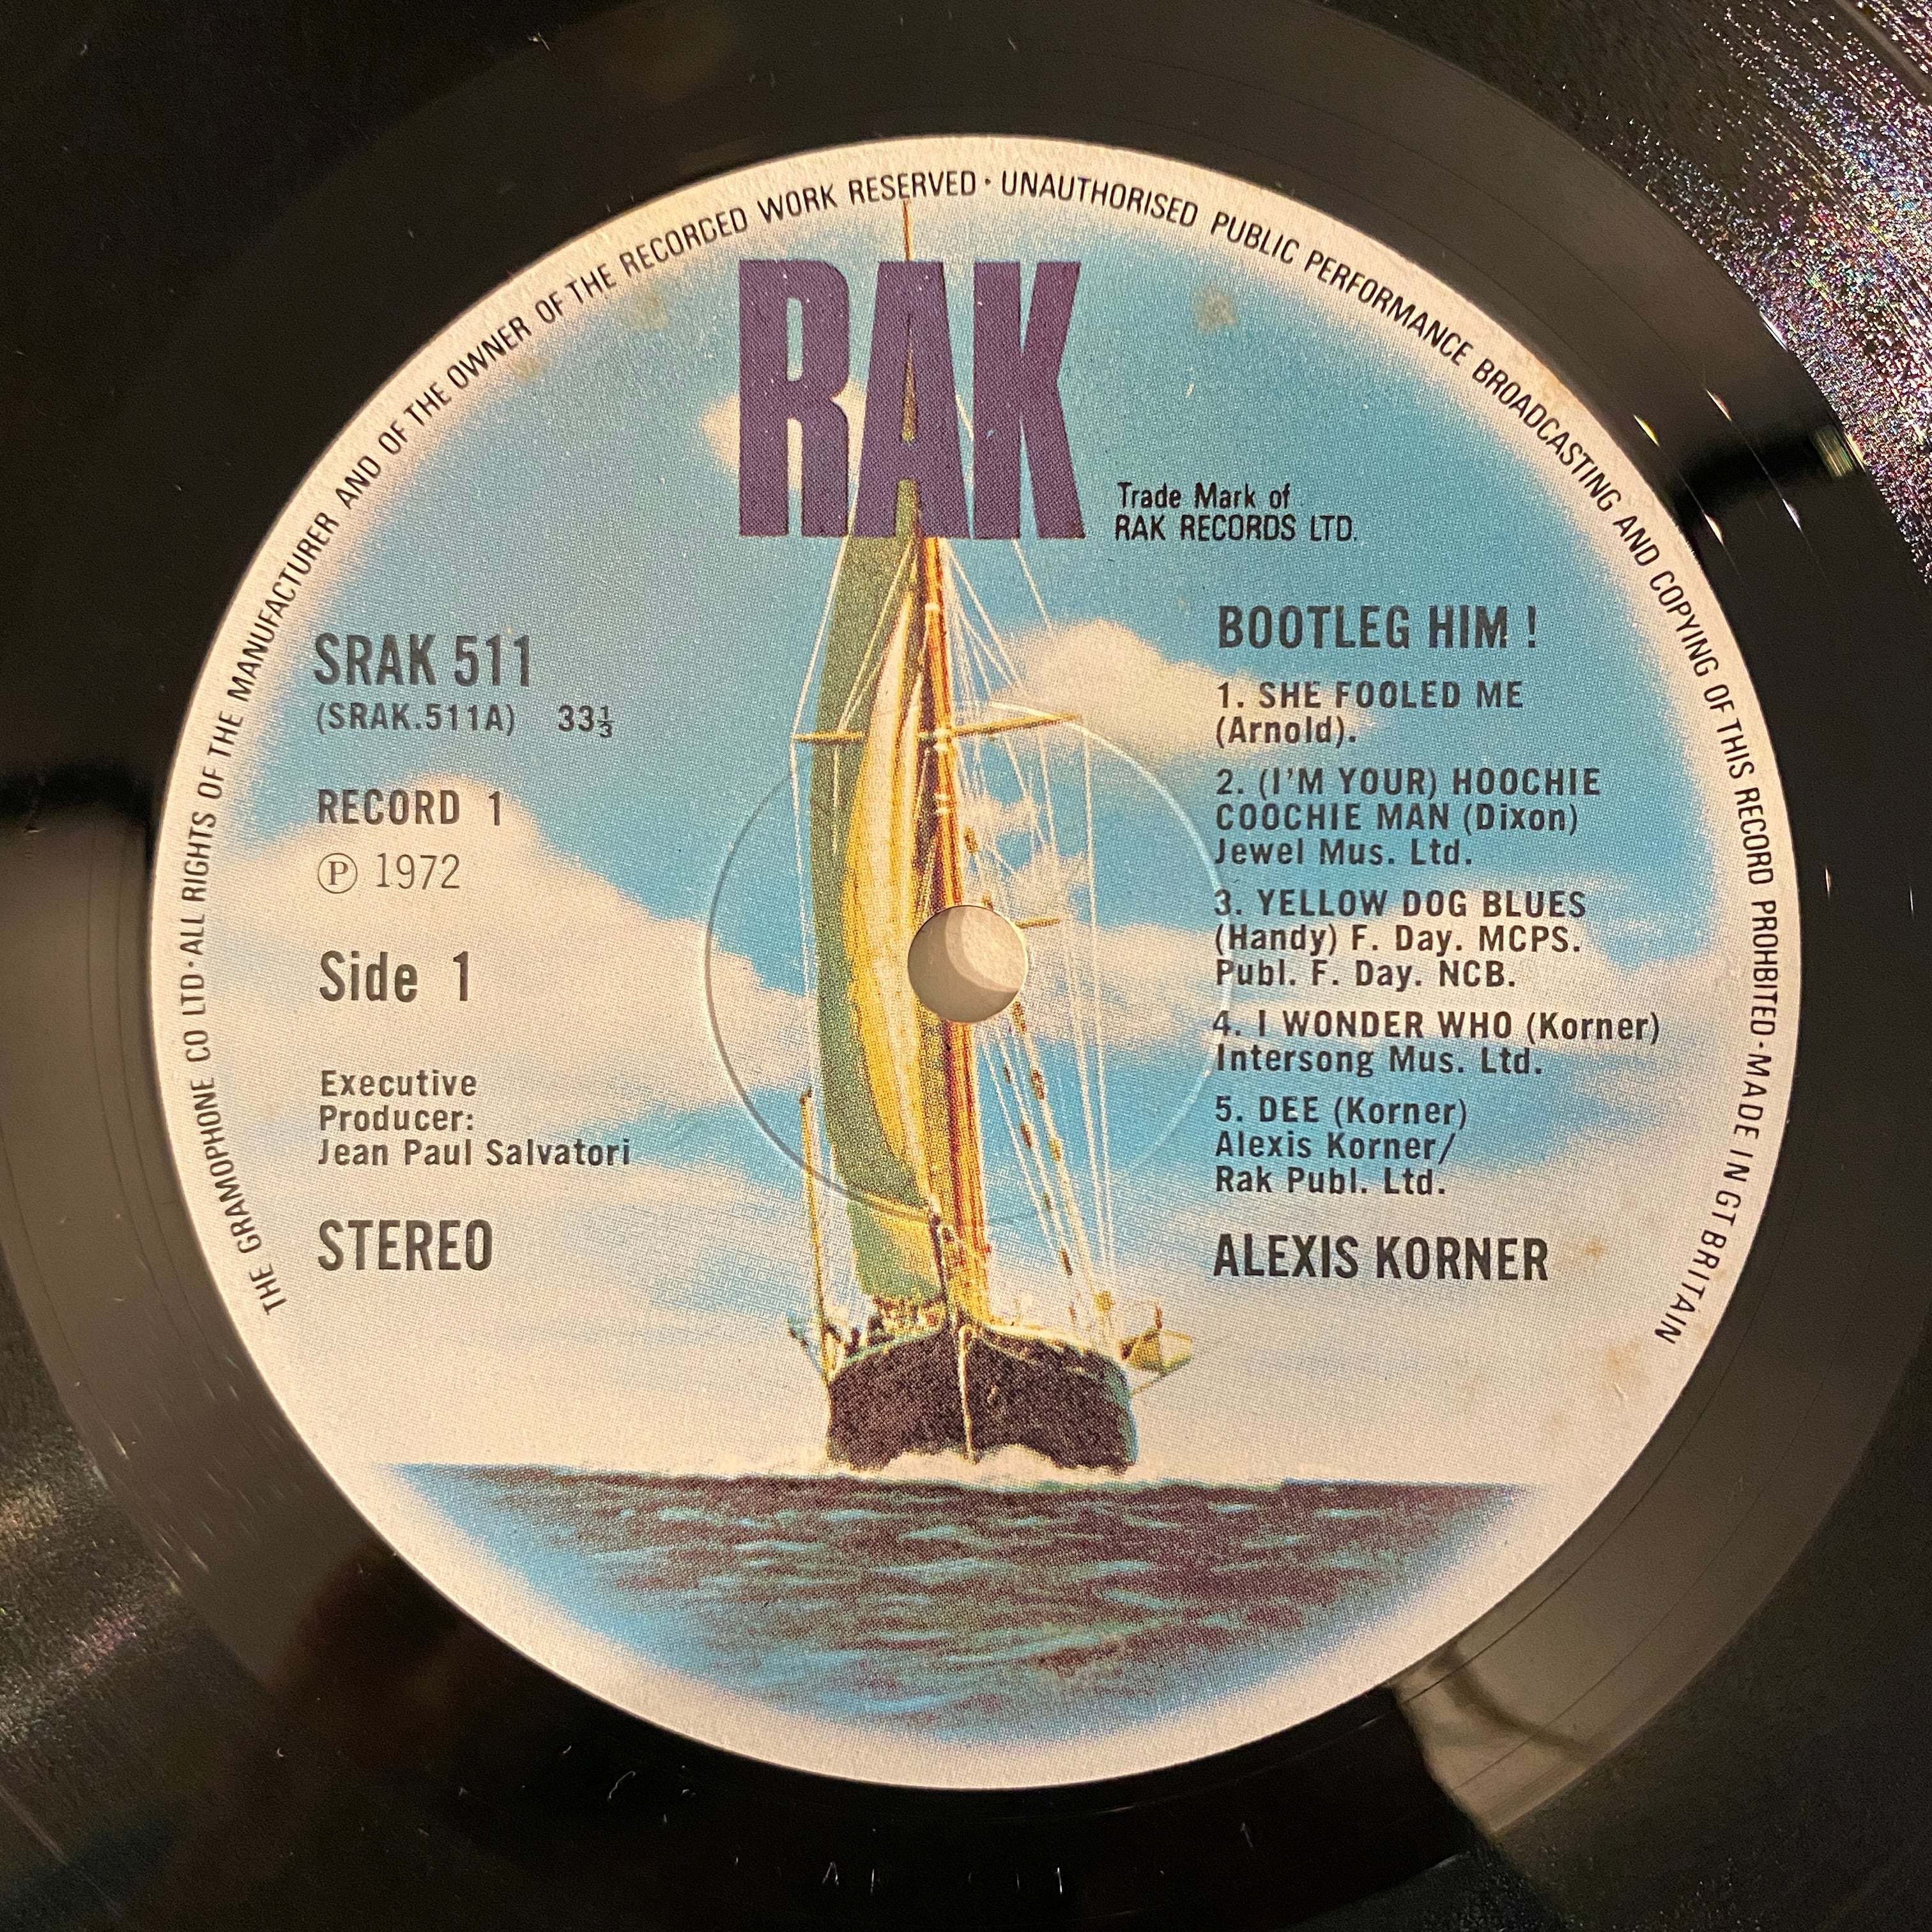 THE GRAMOPHONE CO LTD · ALL RIGHTS OF THE MANUFACTURER AND OF THE OWNER OF THE RECORDED WORK RESERVED · UNAUTHORISED PUBLIC PERFORMANCE BROADCASTING AND COPYING OF THIS RECORD PROHIBITED · MADE IN GT BRITAIN
RAK
Trade Mark of
RAK RECORDS LTD.
SRAK 511
(SRAK.511A) 33⅓
RECORD 1
Ⓟ 1972
Side 1
Executive
Producer:
Jean Paul Salvatori
STEREO
BOOTLEG HIM !
1. SHE FOOLED ME
(Arnold).
2. (I'M YOUR) HOOCHIE
COOCHIE MAN (Dixon)
Jewel Mus. Ltd.
3. YELLOW DOG BLUES
(Handy) F. Day. MCPS.
Publ. F. Day. NCB.
4. I WONDER WHO (Korner)
Intersong Mus. Ltd.
5. DEE (Korner)
Alexis Korner/
Rak Publ. Ltd.
ALEXIS KORNER